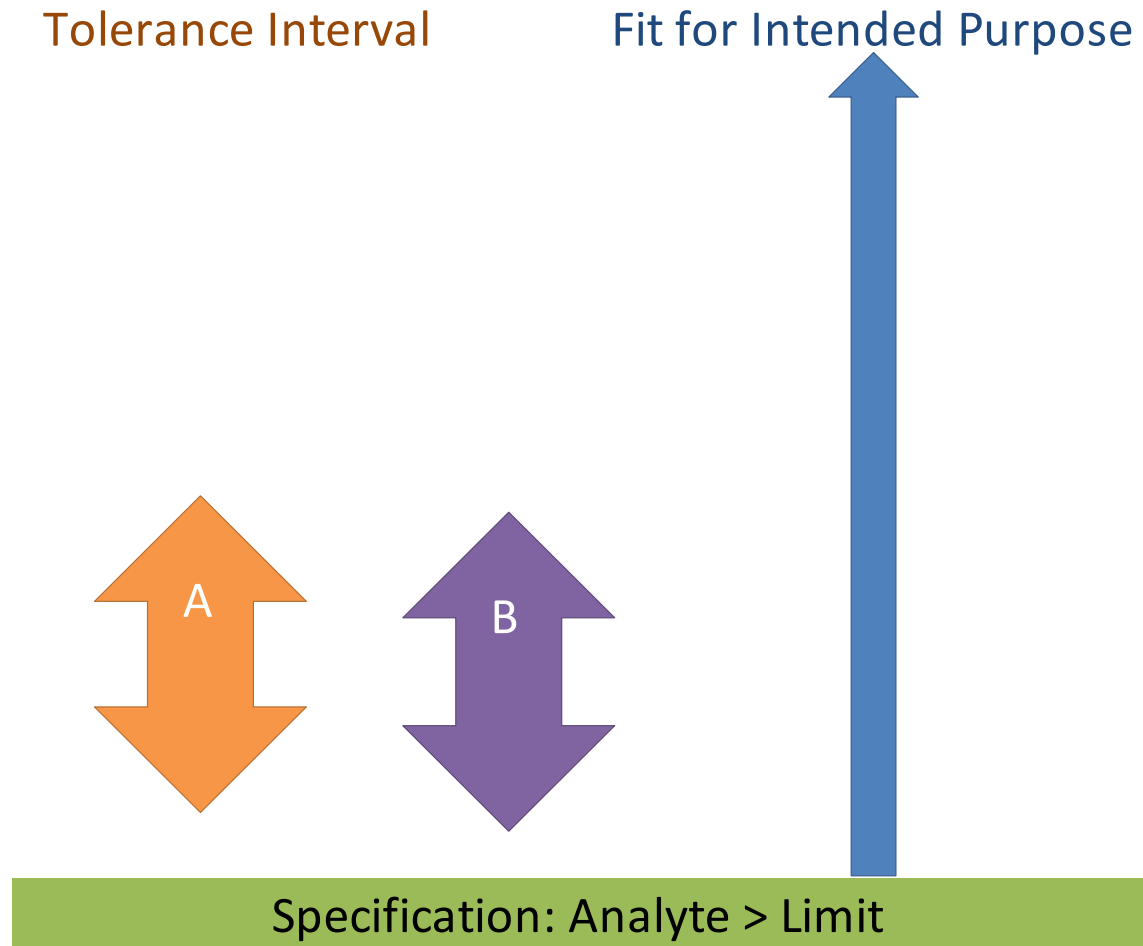 Tolerance Interval
Fit for Intended Purpose
A
B
Specification: Analyte > Limit